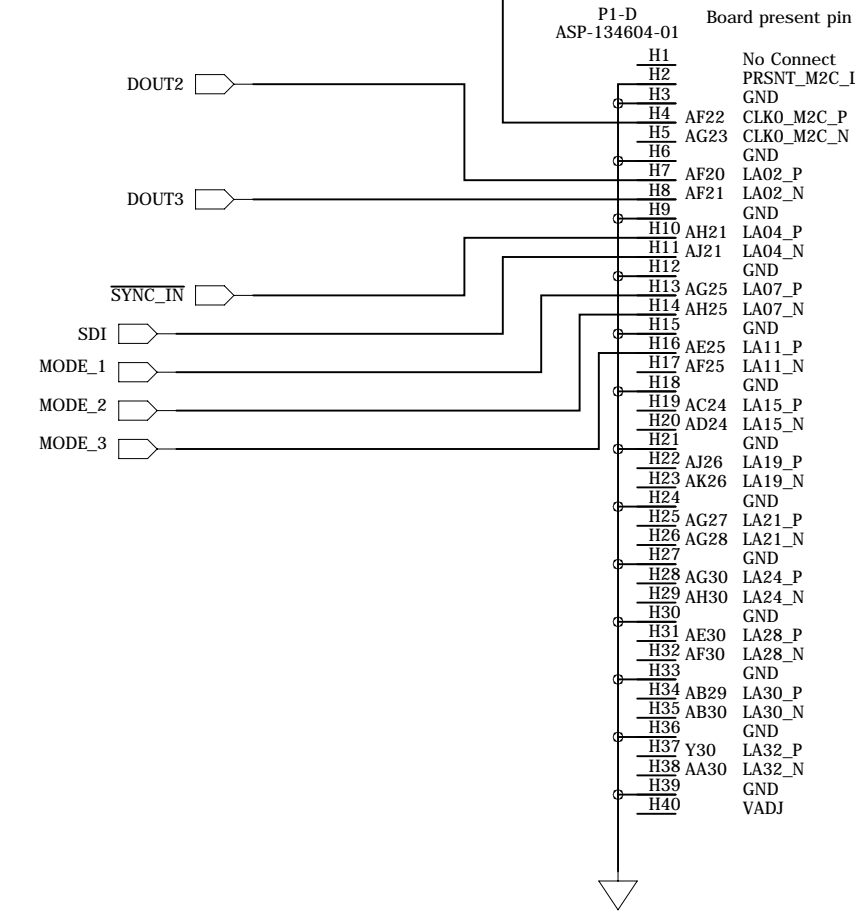 P1-D Board present pin
ASP-134604-01
H1 No Connect
H2 PRSNT_M2C_L
H3 GND
H4 AF22 CLK0_M2C_P
H5 AG23 CLK0_M2C_N
H6 GND
H7 AF20 LA02_P
H8 AF21 LA02_N
H9 GND
H10 AH21 LA04_P
H11 AJ21 LA04_N
H12 GND
H13 AG25 LA07_P
H14 AH25 LA07_N
H15 GND
H16 AE25 LA11_P
H17 AF25 LA11_N
H18 GND
H19 AC24 LA15_P
H20 AD24 LA15_N
H21 GND
H22 AJ26 LA19_P
H23 AK26 LA19_N
H24 GND
H25 AG27 LA21_P
H26 AG28 LA21_N
H27 GND
H28 AG30 LA24_P
H29 AH30 LA24_N
H30 GND
H31 AE30 LA28_P
H32 AF30 LA28_N
H33 GND
H34 AB29 LA30_P
H35 AB30 LA30_N
H36 GND
H37 Y30 LA32_P
H38 AA30 LA32_N
H39 GND
H40 VADJ
DOUT2
DOUT3
SYNC_IN
SDI
MODE_1
MODE_2
MODE_3